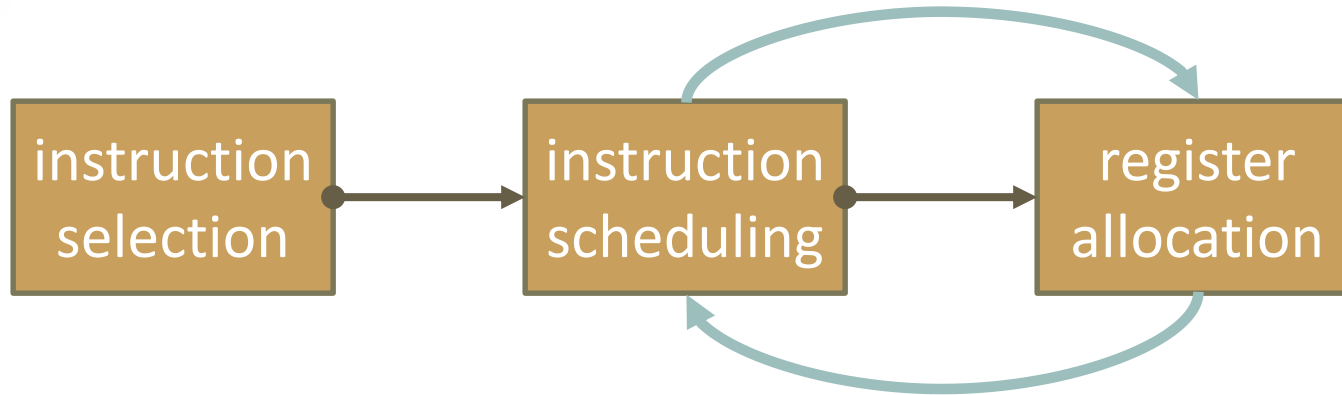 instruction
selection
instruction
scheduling
register
allocation